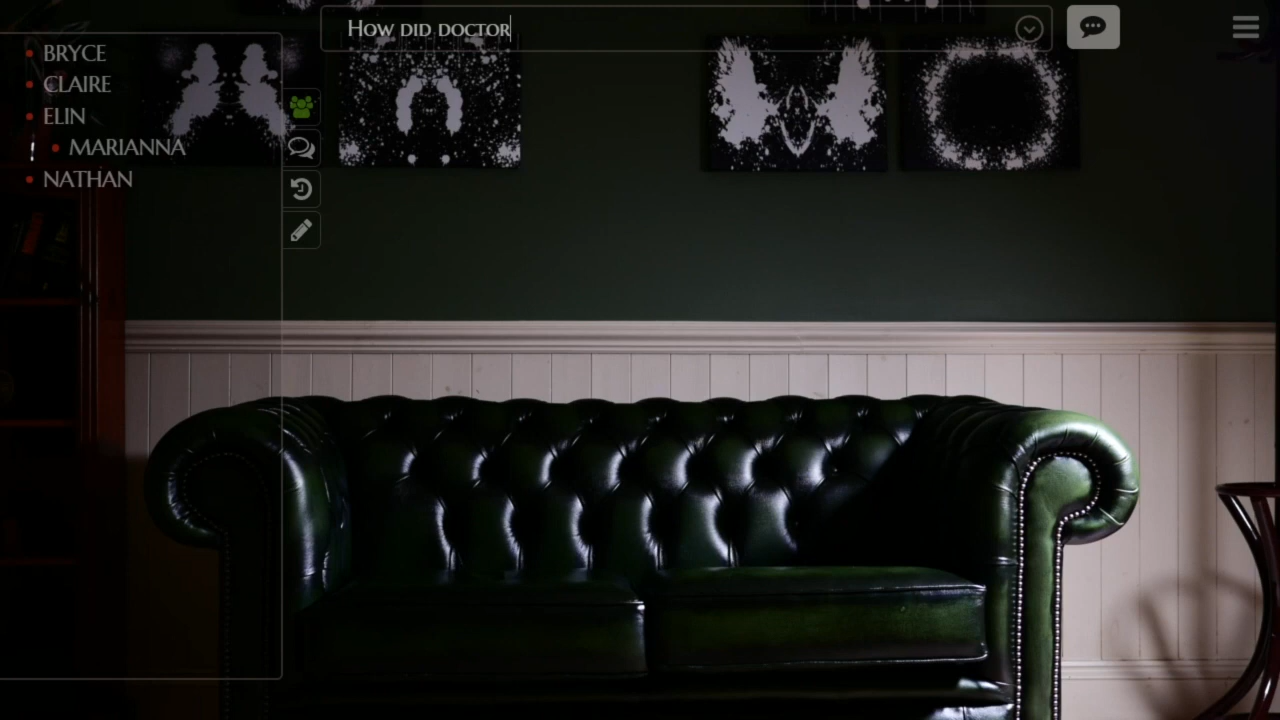 How did doctor
BRYCE
CLAIRE
ELIN
! MARIANNA
NATHAN